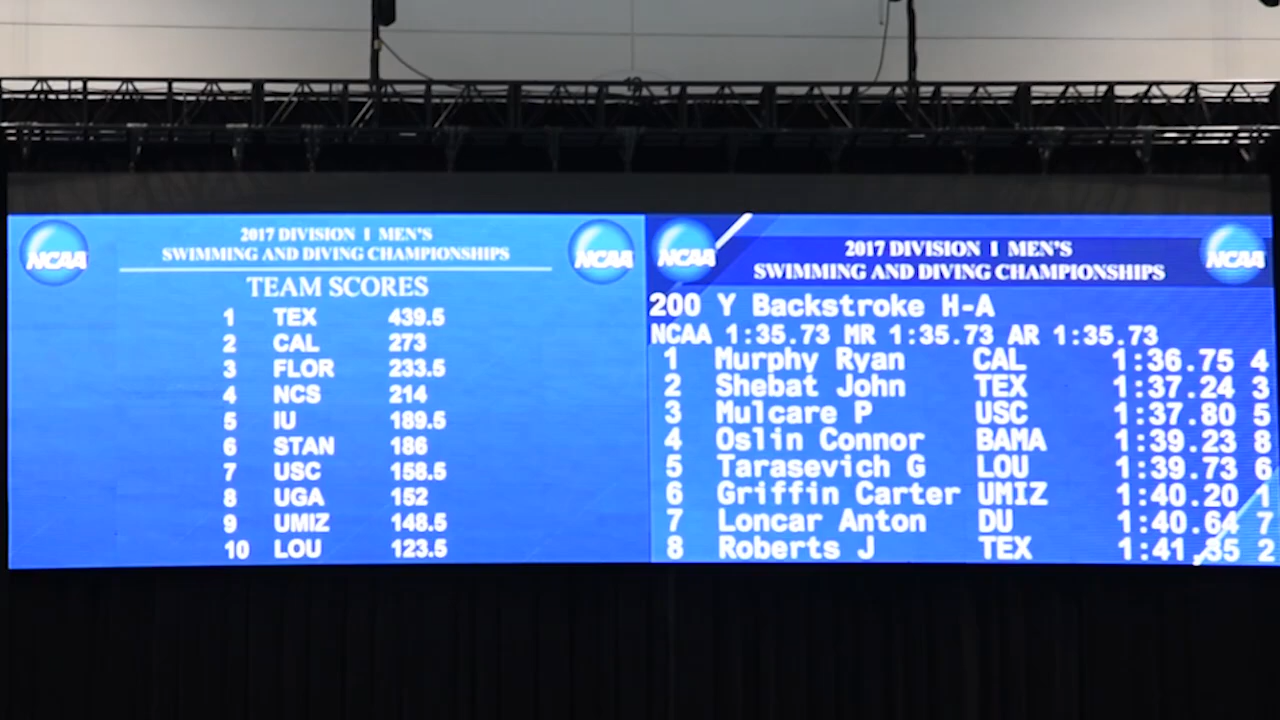 NCAA
2017 DIVISION I MEN'S
SWIMMING AND DIVING CHAMPIONSHIPS
NCAA
TEAM SCORES
1 TEX 439.5
2 CAL 273
3 FLOR 233.5
4 NCS 214
5 IU 189.5
6 STAN 186
7 USC 158.5
8 UGA 152
9 UMIZ 148.5
10 LOU 123.5
NCAA
2017 DIVISION I MEN'S
SWIMMING AND DIVING CHAMPIONSHIPS
NCAA
200 Y Backstroke H-A
NCAA 1:35.73 MR 1:35.73 AR 1:35.73
1 Murphy Ryan CAL 1:36.75 4
2 Shebat John TEX 1:37.24 3
3 Mulcare P USC 1:37.80 5
4 Oslin Connor BAMA 1:39.23 8
5 Tarasevich G LOU 1:39.73 6
6 Griffin Carter UMIZ 1:40.20 1
7 Loncar Anton DU 1:40.64 7
8 Roberts J TEX 2